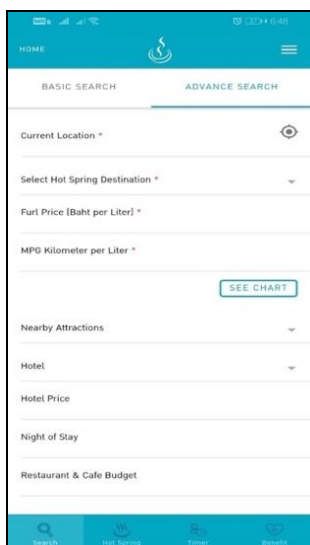 6:48
HOME
BASIC SEARCH
ADVANCE SEARCH
Current Location *
Select Hot Spring Destination *
Furl Price [Baht per Liter] *
MPG Kilometer per Liter *
SEE CHART
Nearby Attractions
Hotel
Hotel Price
Night of Stay
Restaurant & Cafe Budget
Search
Hot Spring
Timer
Benefit